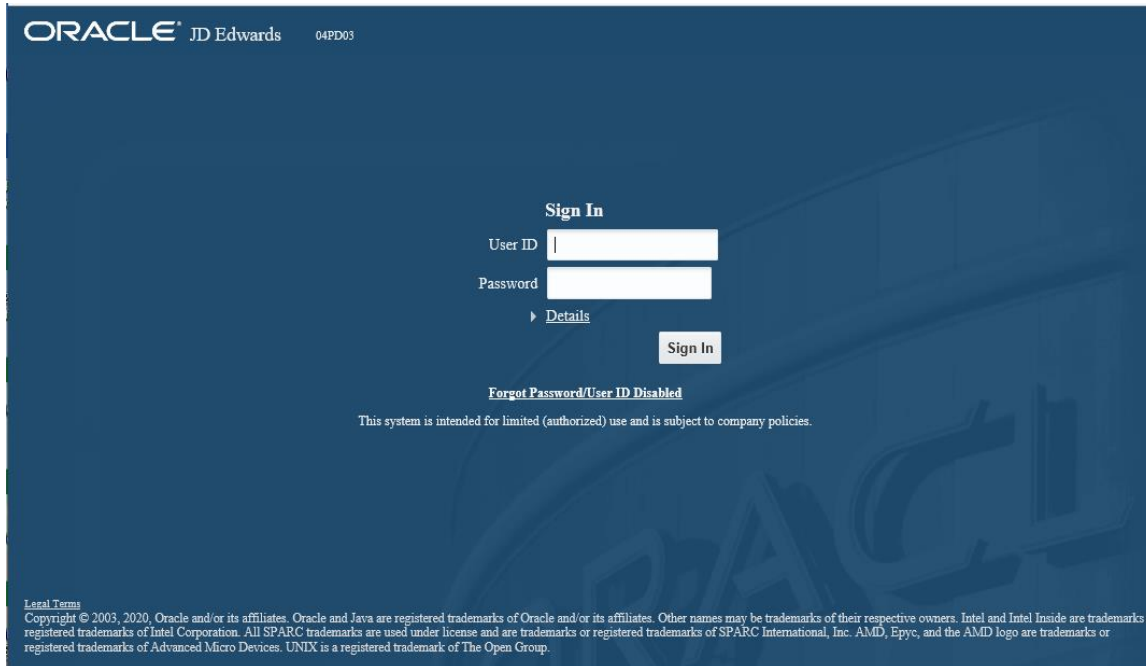 ORACLE® JD Edwards 04PD03
Sign In
User ID
Password
Details
Sign In
Forgot Password/User ID Disabled
This system is intended for limited (authorized) use and is subject to company policies.
ORACL
Legal Terms
Copyright © 2003, 2020, Oracle and/or its affiliates. Oracle and Java are registered trademarks of Oracle and/or its affiliates. Other names may be trademarks of their respective owners. Intel and Intel Inside are trademarks
registered trademarks of Intel Corporation. All SPARC trademarks are used under license and are trademarks or registered trademarks of SPARC International, Inc. AMD, Epyc, and the AMD logo are trademarks or
registered trademarks of Advanced Micro Devices. UNIX is a registered trademark of The Open Group.